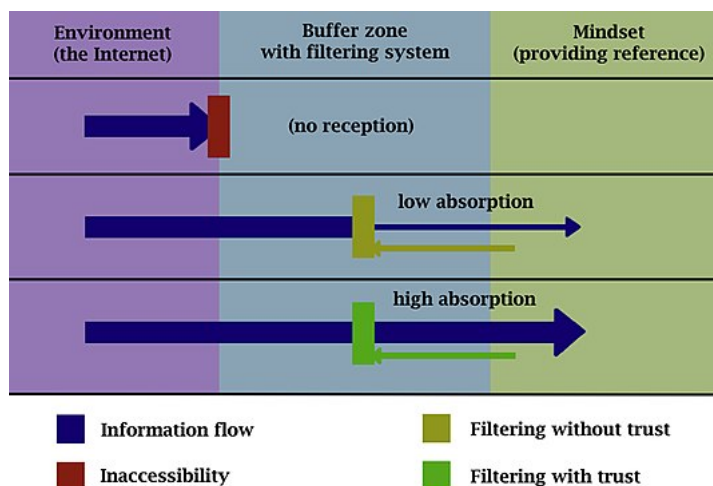 Environment
(the Internet)
Buffer zone
with filtering system
Mindset
(providing reference)
(no reception)
low absorption
high absorption
Information flow
Filtering without trust
Inaccessibility
Filtering with trust